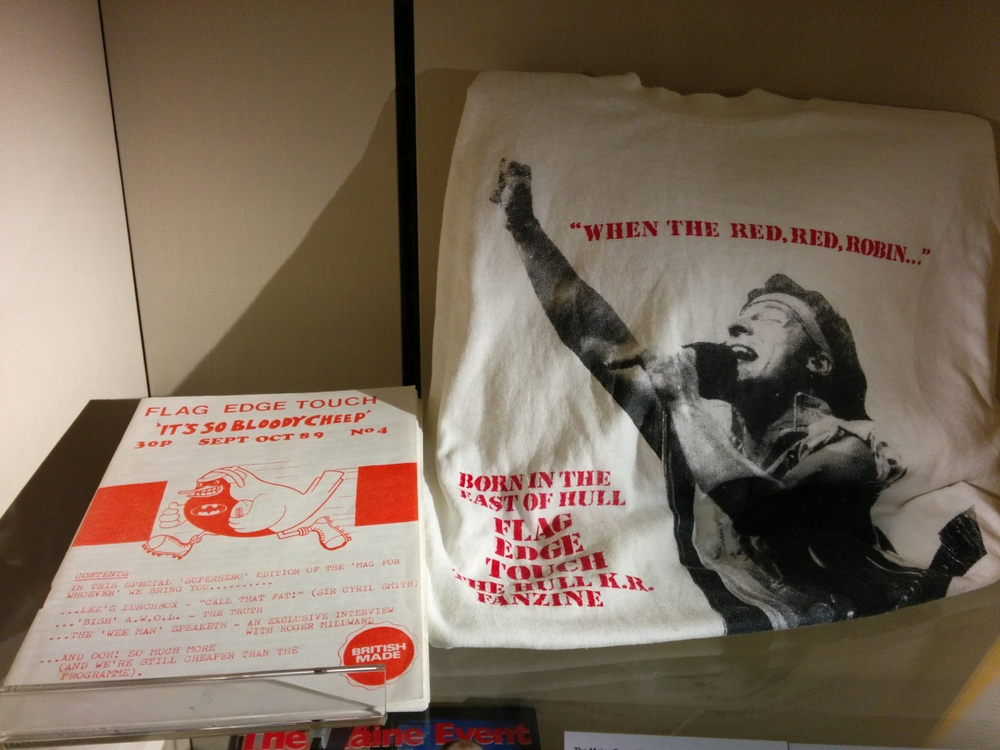 FLAG EDGE TOUCH
'IT'S SO BLOODY CHEEP'
30P SEPT OCT 89 No 4
CONTENTS
IN THIS SPECIAL 'SUPERHERO' EDITION OF THE 'MAG FOR
WHOEVER' WE BRING YOU..........
...LEE'S LUNCHBOX - "CALL THAT FAT!" (SIR CYRIL SMITH)
...'BISH' A.W.O.L. - THE TRUTH
...THE 'WEE MAN' SPEAKETH - AN EXCLUSIVE INTERVIEW
WITH ROGER MILLWARD
...AND OOH! SO MUCH MORE
(AND WE'RE STILL CHEAPER THAN THE
PROGRAMME).
BRITISH
MADE
"WHEN THE RED, RED, ROBIN..."
BORN IN THE
EAST OF HULL
FLAG
EDGE
TOUCH
THE HULL K.R.
FANZINE
The Maine Event